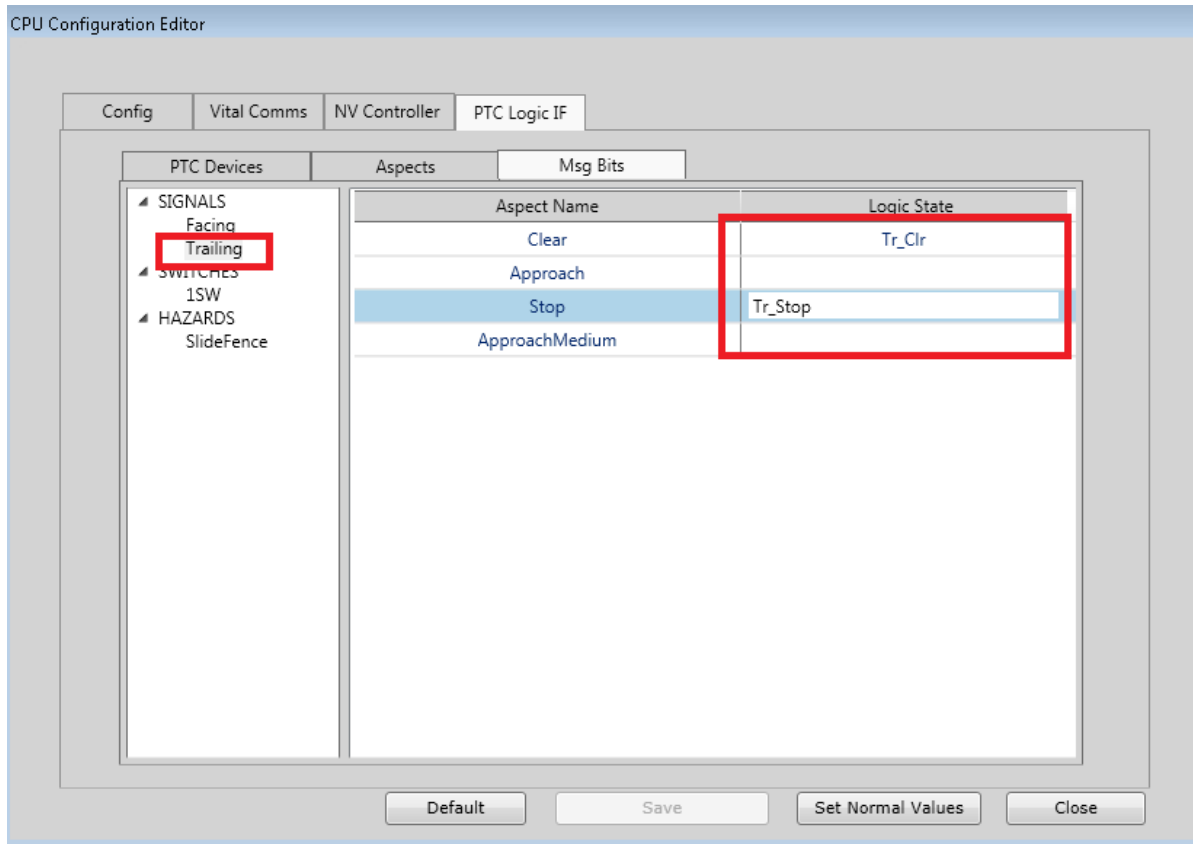 CPU Configuration Editor
Config Vital Comms NV Controller PTC Logic IF
PTC Devices Aspects Msg Bits
SIGNALS
Facing
Trailing
SWITCHES
1SW
HAZARDS
SlideFence
Aspect Name Logic State
Clear Tr_Clr
Approach
Stop Tr_Stop
ApproachMedium
Default Save Set Normal Values Close